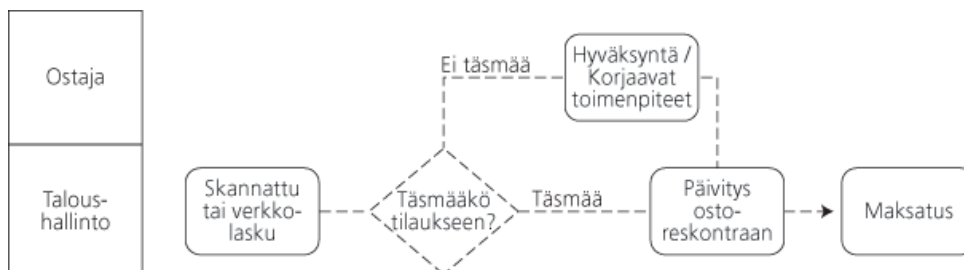 Ostaja
Ei täsmää
Hyväksyntä /
Korjaavat
toimenpiteet
Talous-
hallinto
Skannattu
tai verkko-
lasku
Täsmääkö
tilaukseen?
Täsmää
Päivitys
osto-
reskontraan
Maksatus